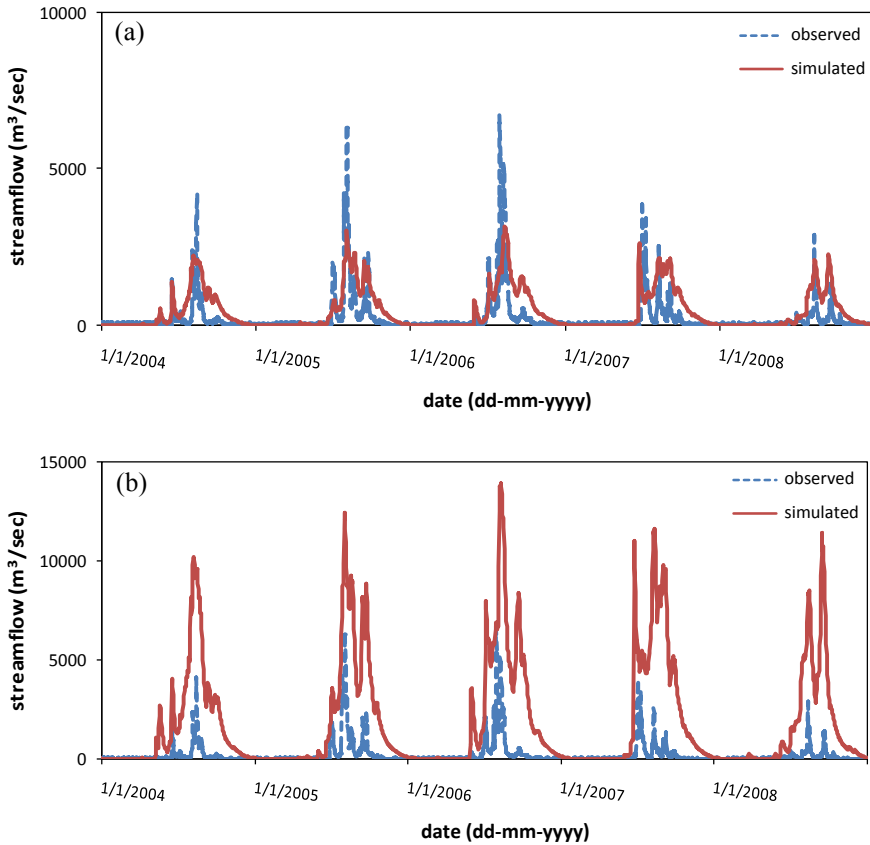 10000
(a)
observed
simulated
streamflow (m³/sec)
5000
0
1/1/2004
1/1/2005
1/1/2006
1/1/2007
1/1/2008
date (dd-mm-yyyy)
15000
(b)
observed
simulated
streamflow (m³/sec)
10000
5000
0
1/1/2004
1/1/2005
1/1/2006
1/1/2007
1/1/2008
date (dd-mm-yyyy)